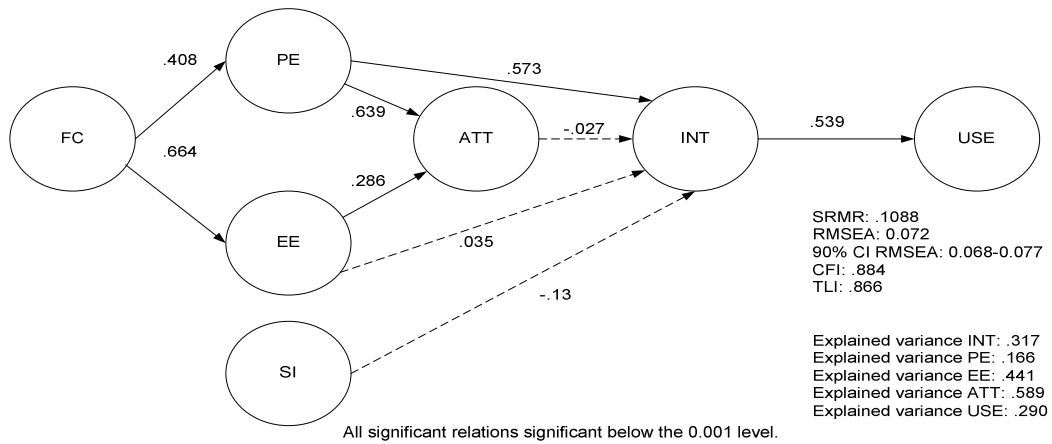 PE
.408
.573
.639
FC
ATT
-.027
INT
.539
USE
.664
.286
EE
.035
SRMR: .1088
RMSEA: 0.072
90% CI RMSEA: 0.068-0.077
CFI: .884
TLI: .866
-.13
SI
Explained variance INT: .317
Explained variance PE: .166
Explained variance EE: .441
Explained variance ATT: .589
Explained variance USE: .290
All significant relations significant below the 0.001 level.